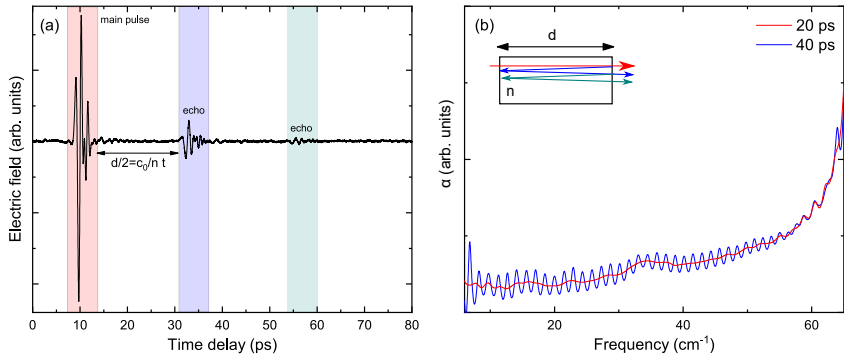 (a)
main pulse
echo
echo
d/2=c₀/n t
Electric field (arb. units)
0 10 20 30 40 50 60 70 80
Time delay (ps)
(b)
d
n
20 ps
40 ps
α (arb. units)
20 40 60
Frequency (cm⁻¹)